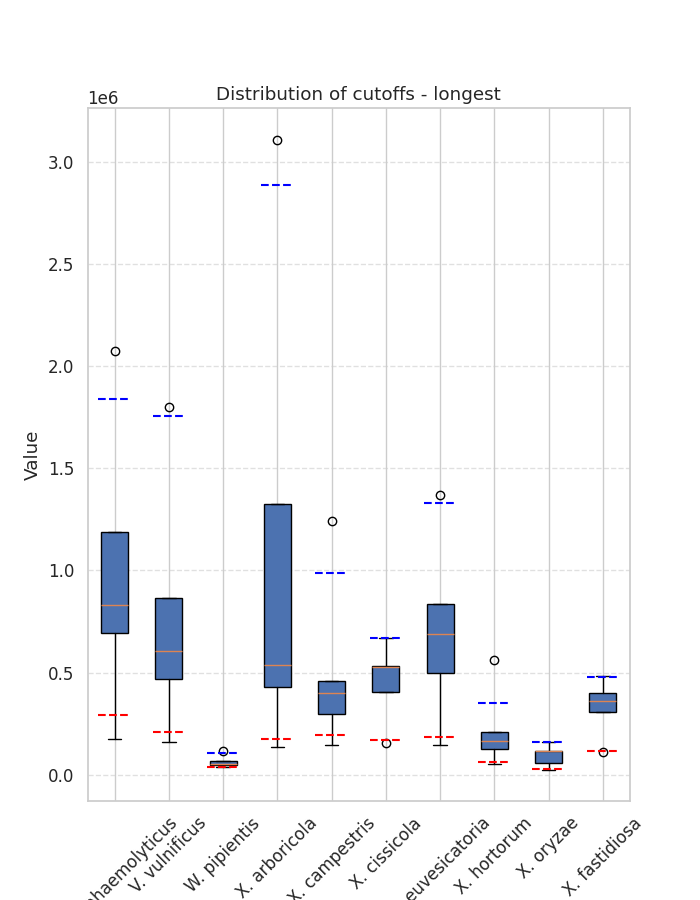 Distribution of cutoffs - longest
1e6
3.0
2.5
2.0
1.5
1.0
0.5
0.0
Value
V. vulnificus
W. pipientis
X. arboricola
X. campestris
X. cissicola
X. hortorum
X. oryzae
X. fastidiosa